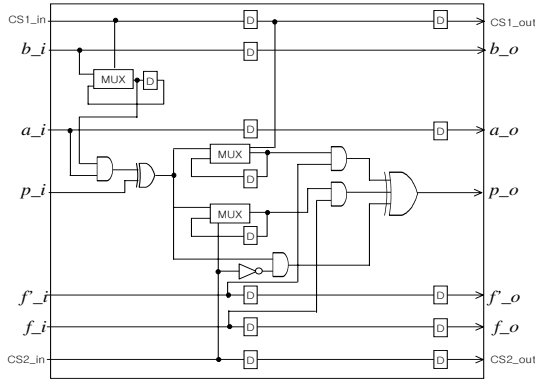 CS1_in D D CS1_out
b_i D b_o
MUX D
a_i D D a_o
MUX
D
p_i p_o
MUX
D
f'_i D D f'_o
f_i D D f_o
CS2_in D D CS2_out